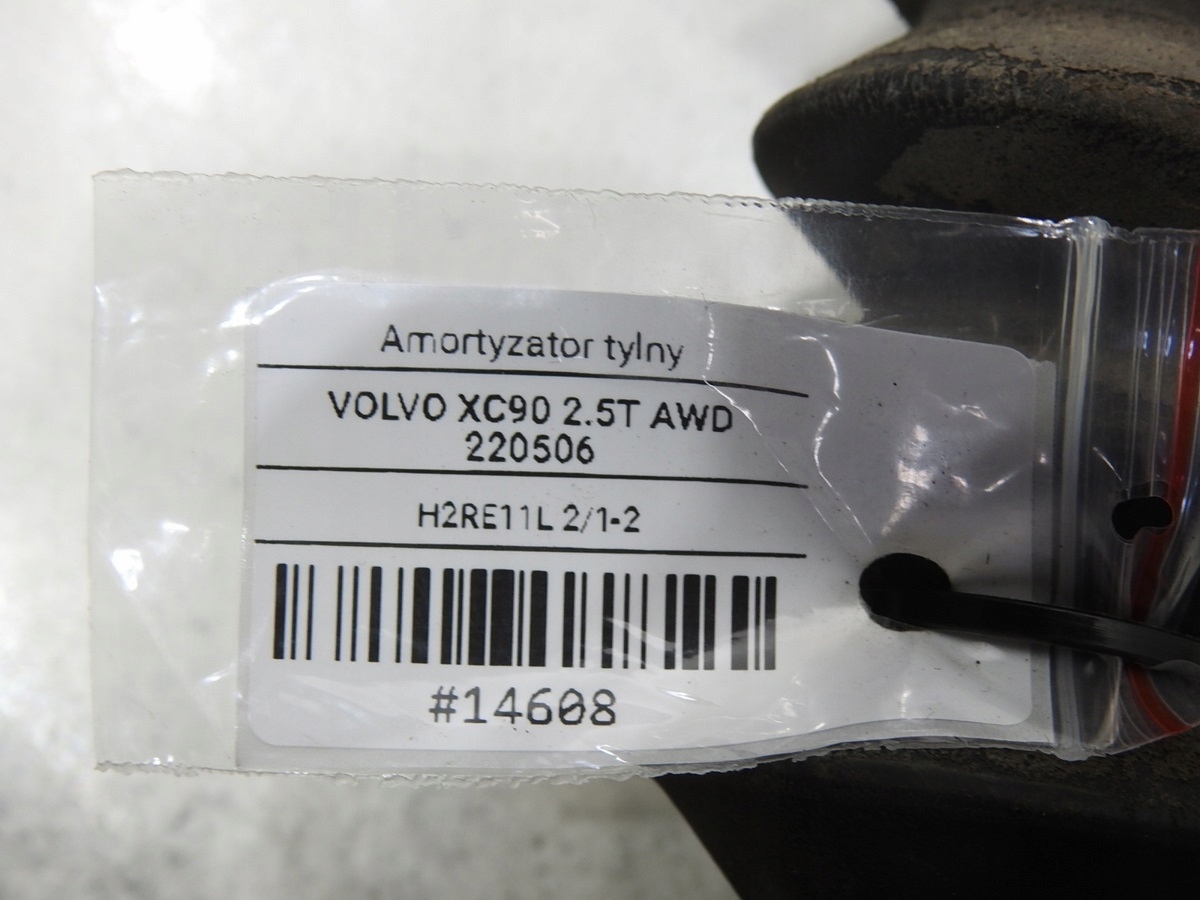 Amortyzator tylny
VOLVO XC90 2.5T AWD
220506
H2RE11L 2/1-2
#14608